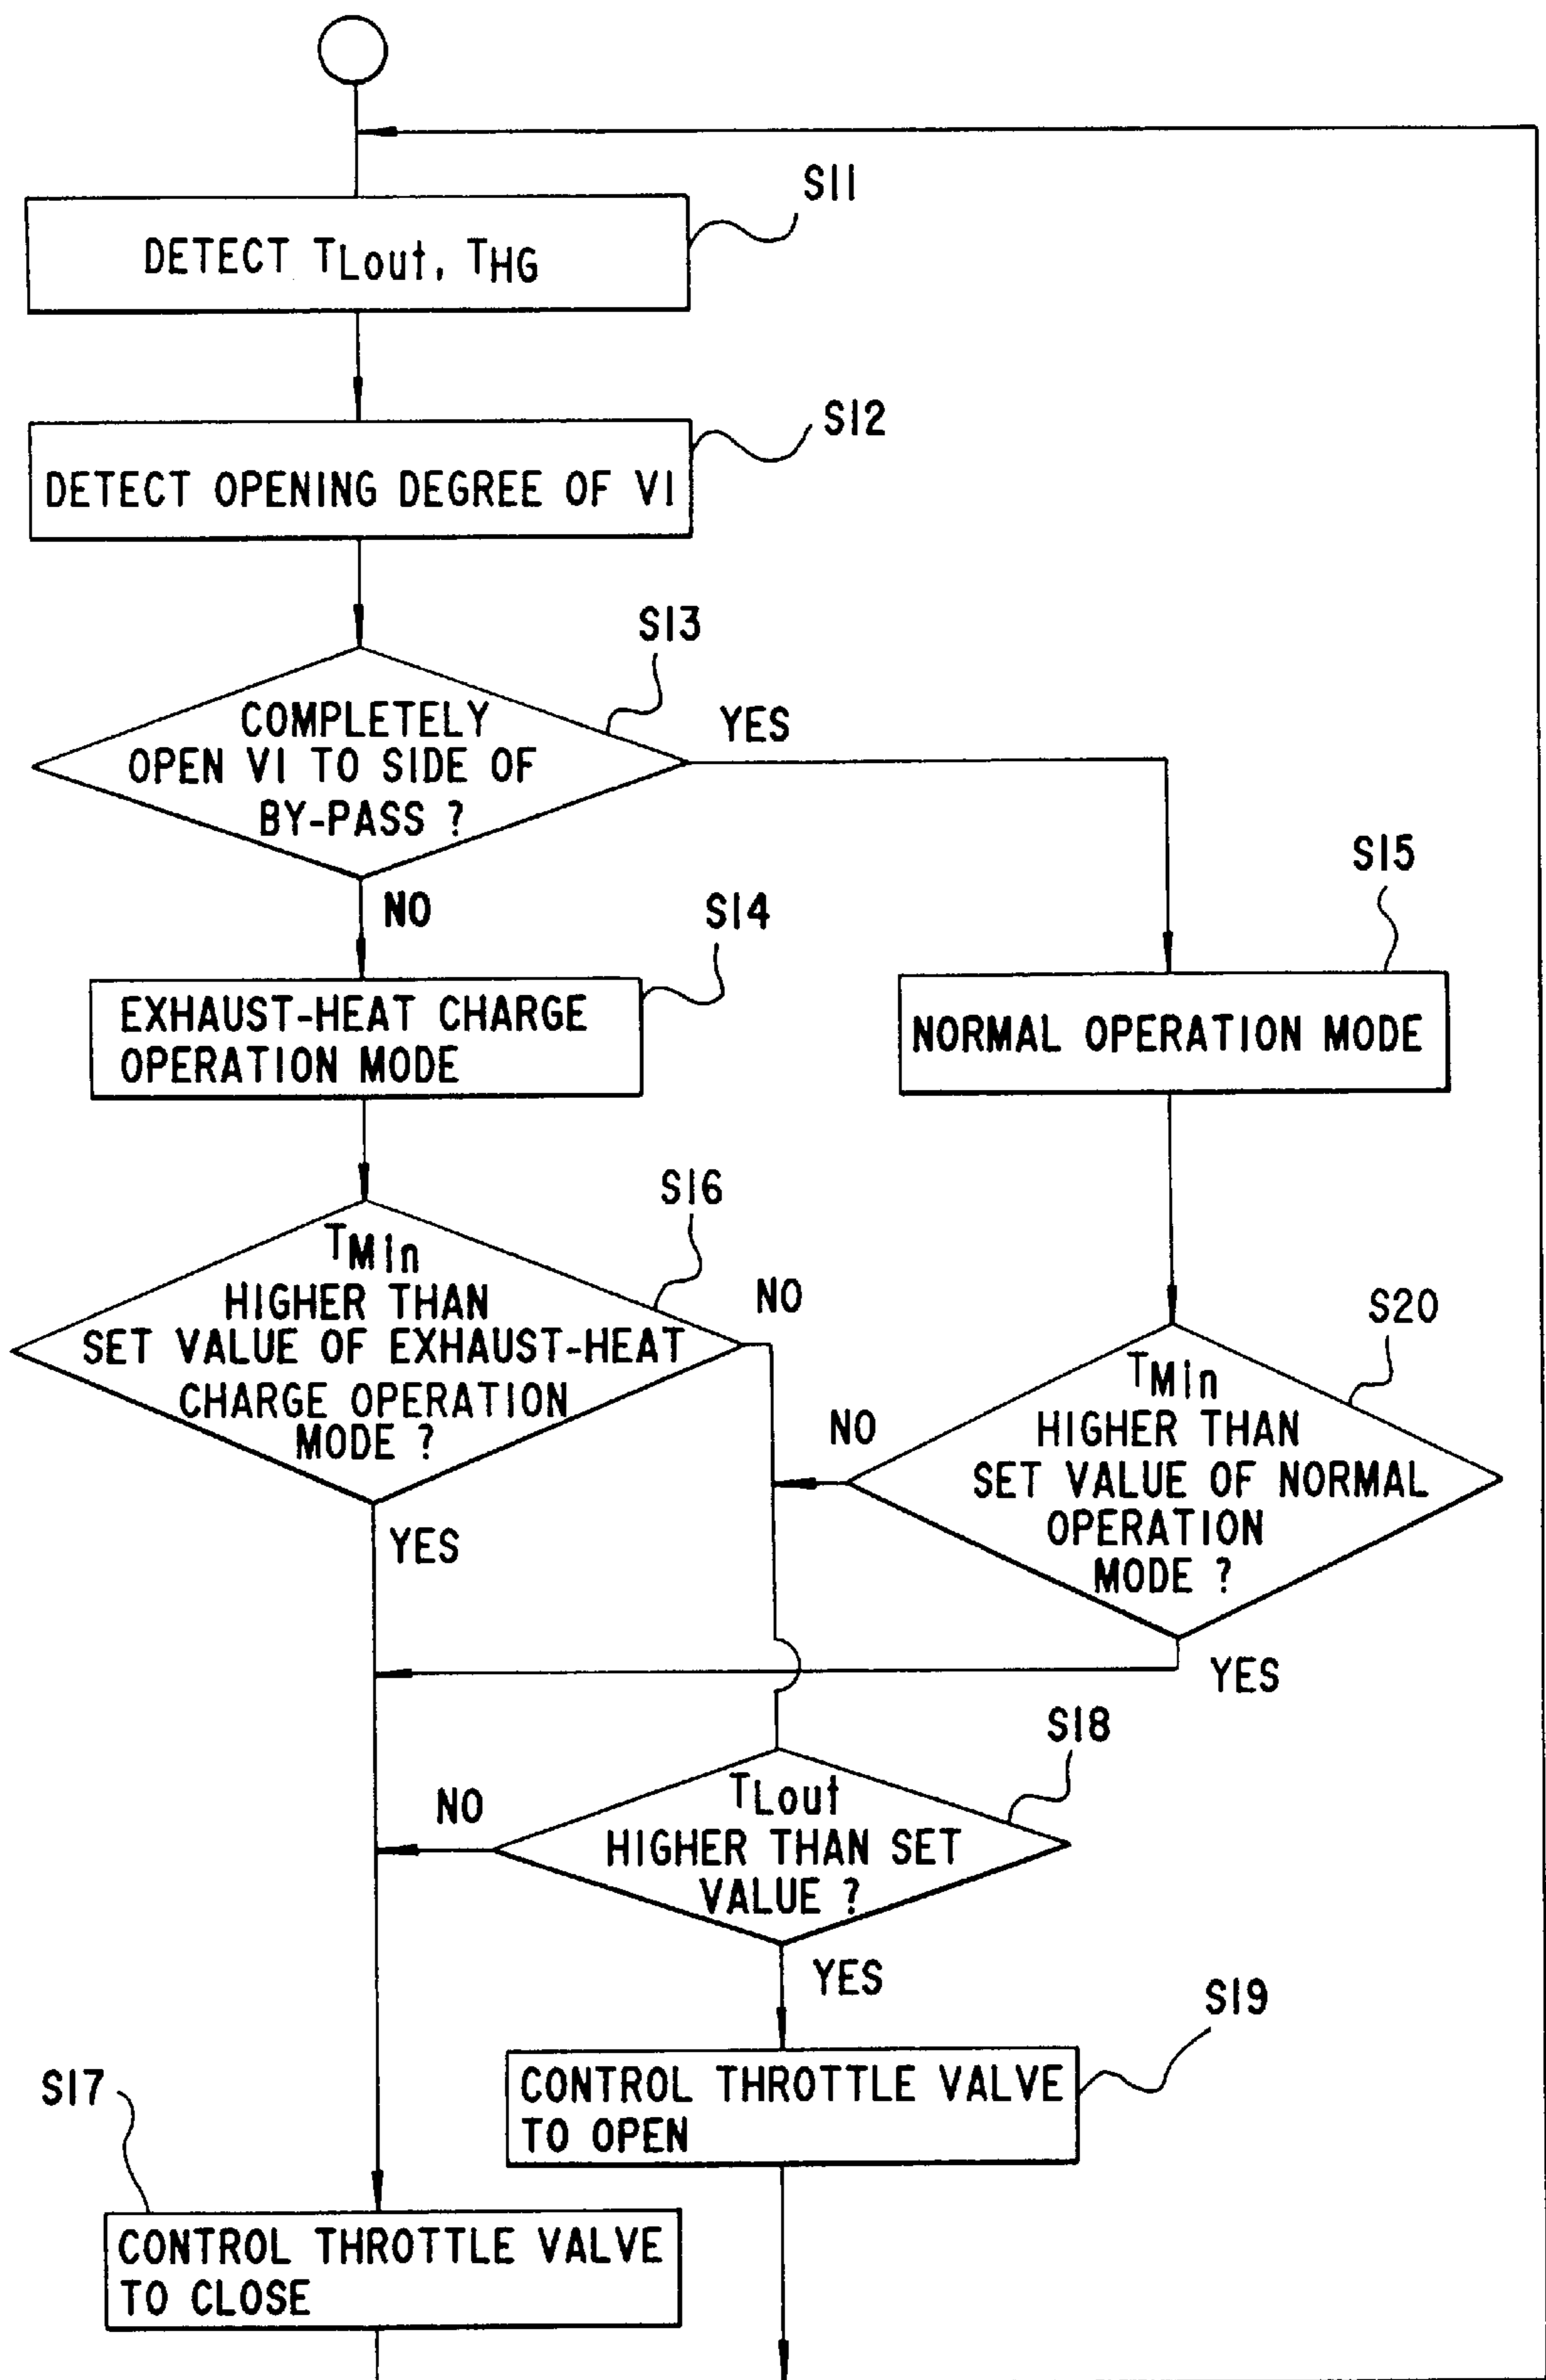 S11
DETECT TLout, THG
S12
DETECT OPENING DEGREE OF V1
S13
COMPLETELY
OPEN V1 TO SIDE OF
BY-PASS ?
YES
NO
S14
EXHAUST-HEAT CHARGE
OPERATION MODE
S15
NORMAL OPERATION MODE
S16
TMIn
HIGHER THAN
SET VALUE OF EXHAUST-HEAT
CHARGE OPERATION
MODE ?
NO
YES
S20
TMIn
HIGHER THAN
SET VALUE OF NORMAL
OPERATION
MODE ?
NO
YES
S18
TLout
HIGHER THAN SET
VALUE ?
NO
YES
S19
CONTROL THROTTLE VALVE
TO OPEN
S17
CONTROL THROTTLE VALVE
TO CLOSE